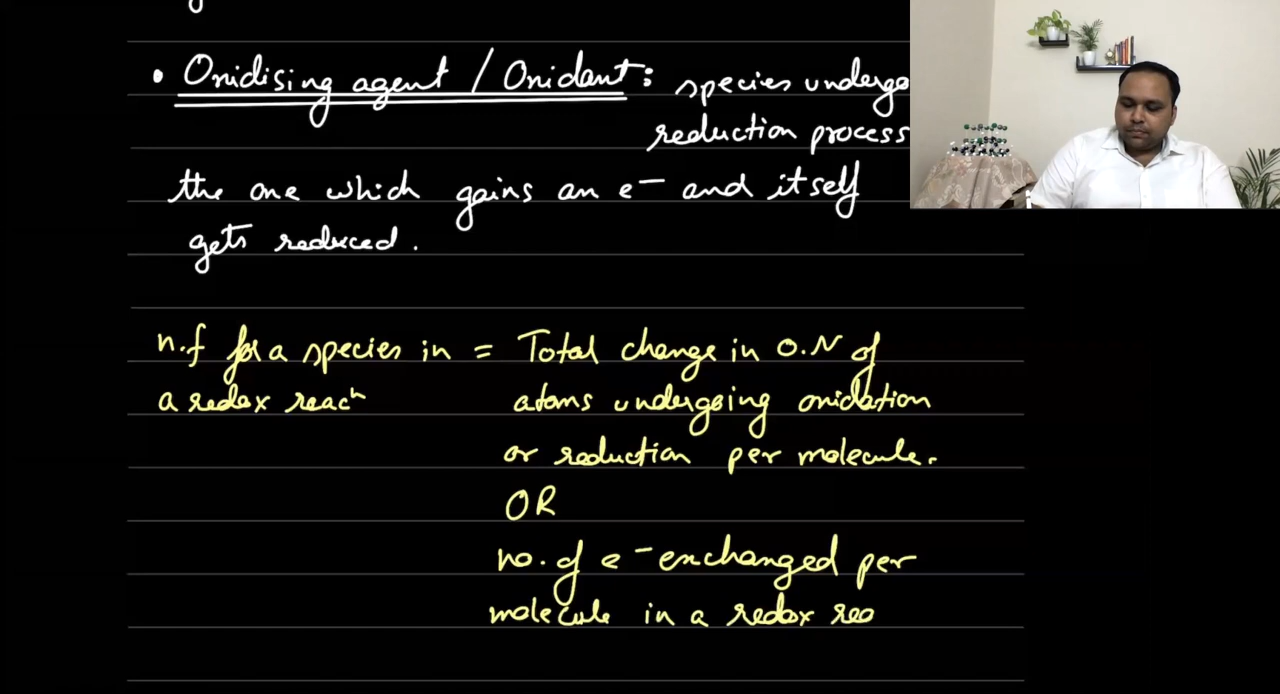 • Oxidising agent / Oxidant : species undergo
reduction process
the one which gains an e- and itself
gets reduced.
n.f for a species in = Total change in O.N of
a redox reacn atoms undergoing oxidation
or reduction per molecule.
OR
no. of e- exchanged per
molecule in a redox rea